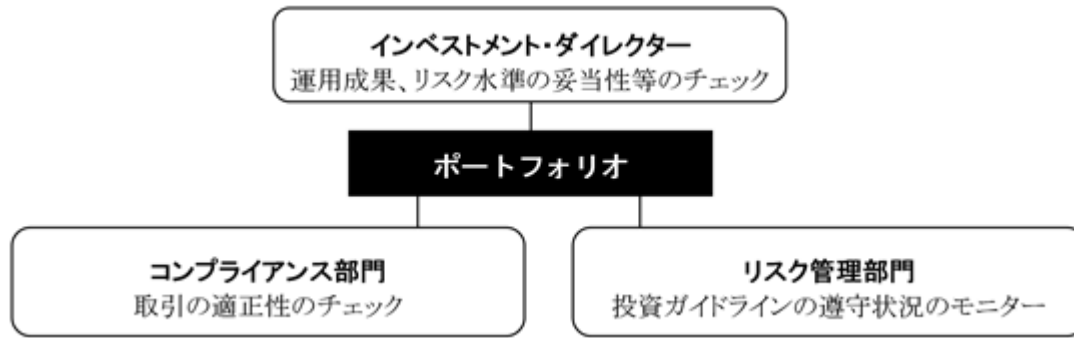 インベストメント・ダイレクター
運用成果、リスク水準の妥当性等のチェック
ポートフォリオ
コンプライアンス部門
取引の適正性のチェック
リスク管理部門
投資ガイドラインの遵守状況のモニター